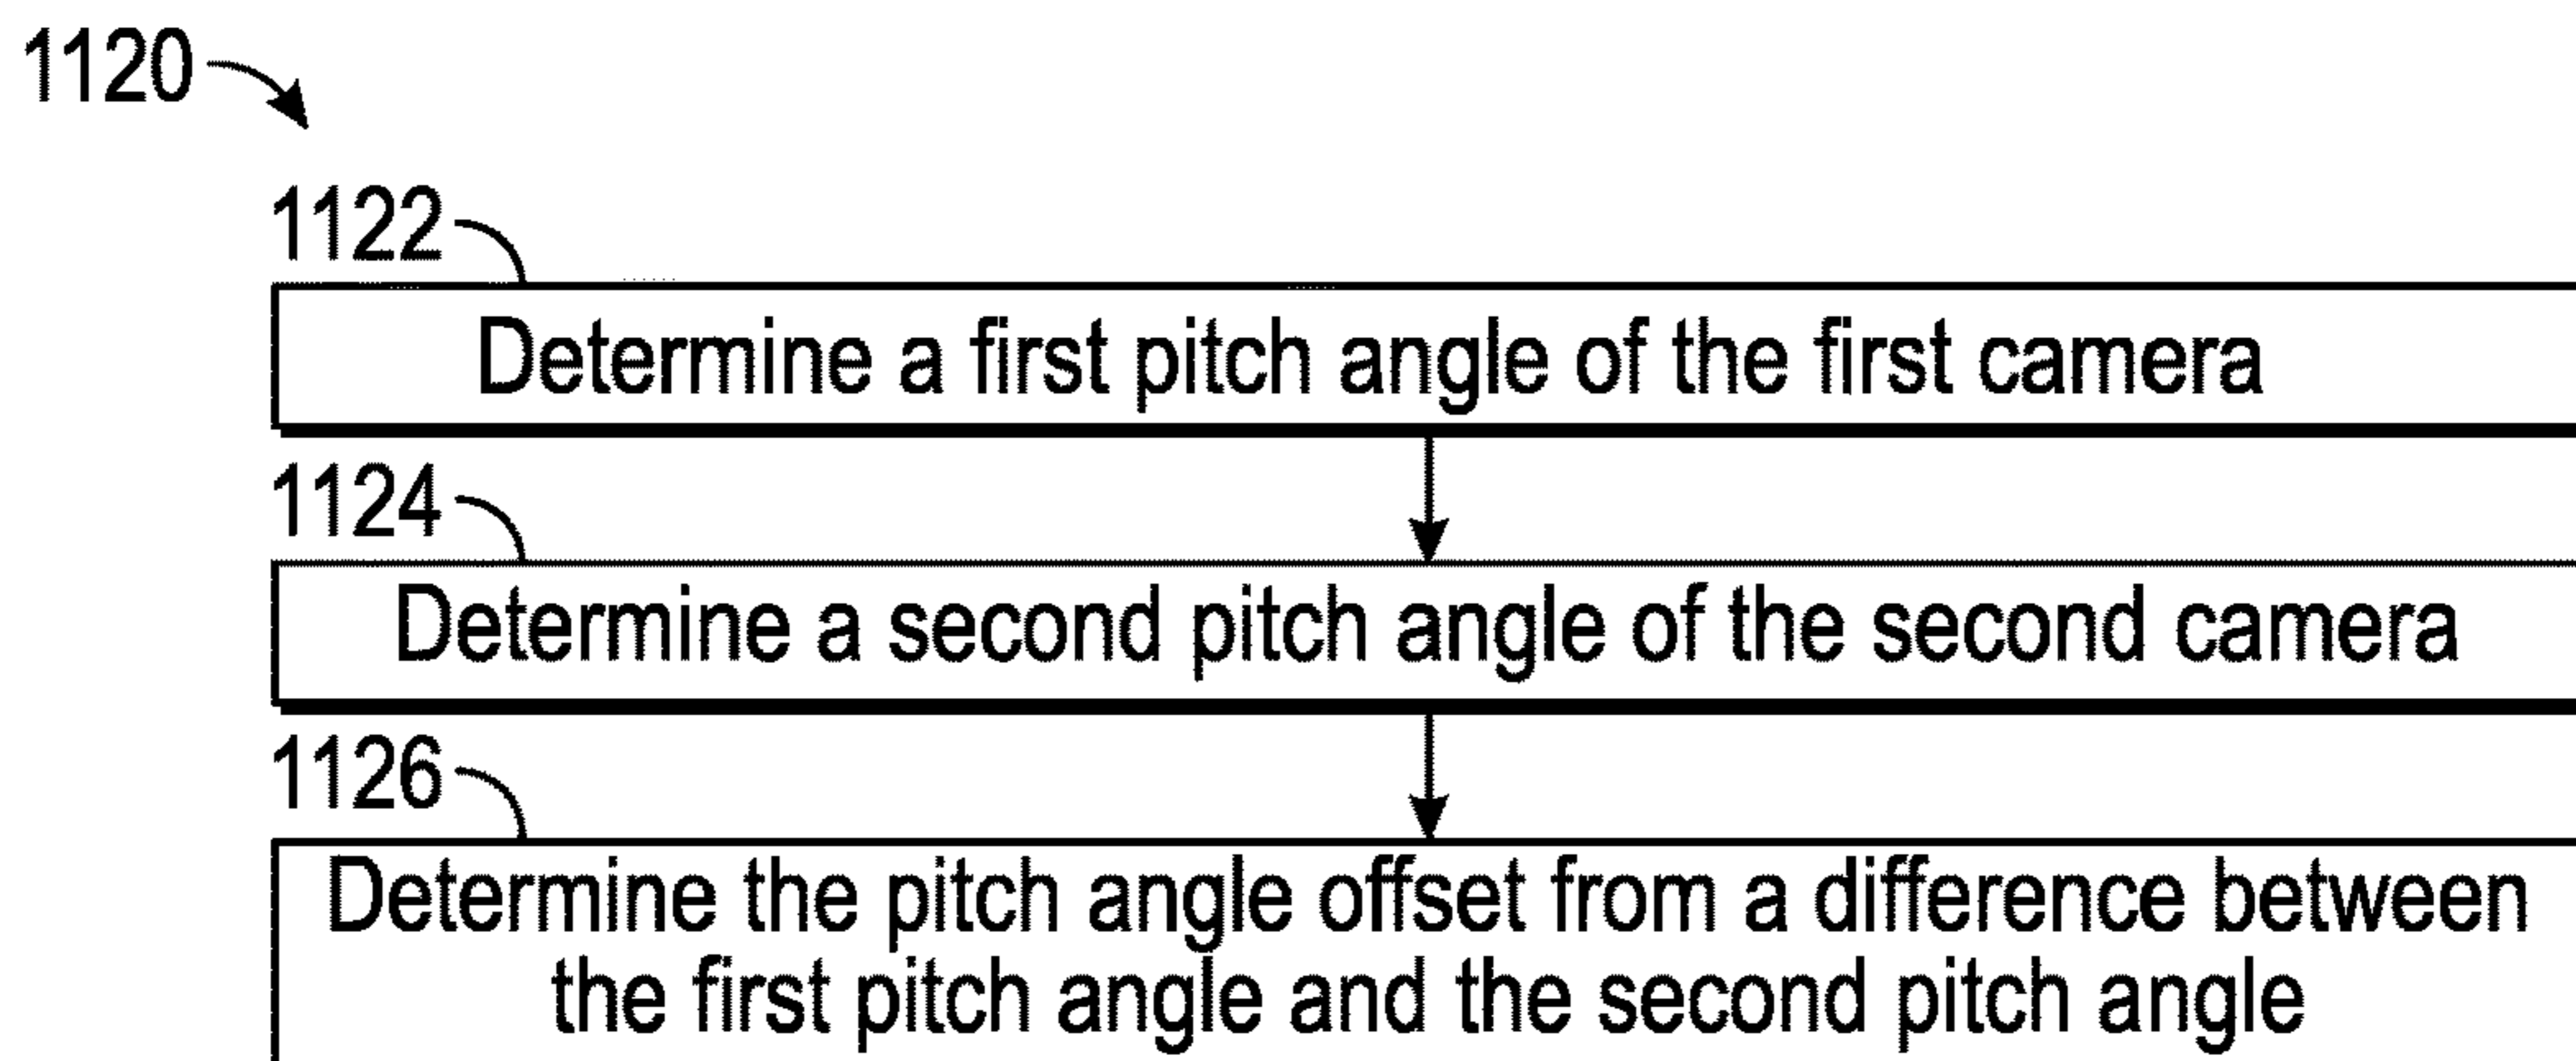 1120
1122
Determine a first pitch angle of the first camera
1124
Determine a second pitch angle of the second camera
1126
Determine the pitch angle offset from a difference between
the first pitch angle and the second pitch angle